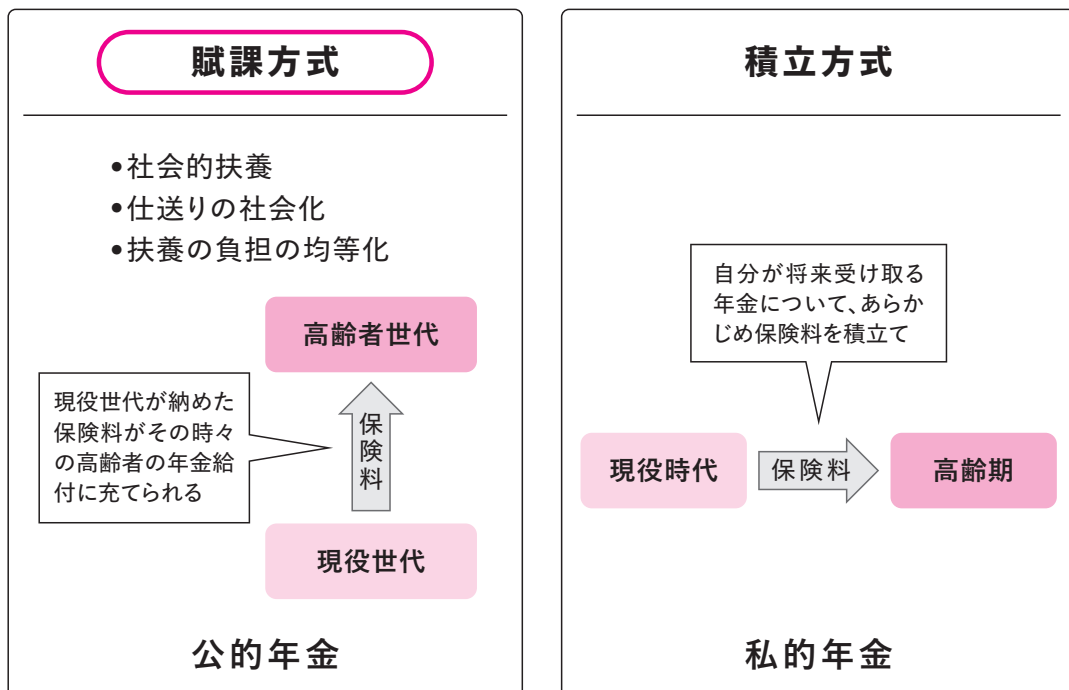 賦課方式
•社会的扶養
•仕送りの社会化
•扶養の負担の均等化
高齢者世代
現役世代が納めた
保険料がその時々
の高齢者の年金給
付に充てられる
保険料
現役世代
公的年金
積立方式
自分が将来受け取る
年金について、あらか
じめ保険料を積立て
現役時代
保険料
高齢期
私的年金